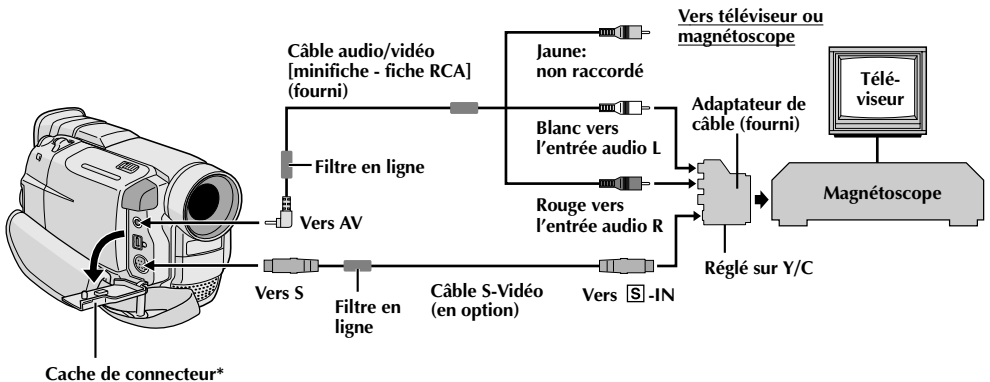 Vers téléviseur ou
magnétoscope
Câble audio/vidéo
[minifiche - fiche RCA]
(fourni)
Jaune:
non raccordé
Télé-
viseur
Adaptateur de
câble (fourni)
Blanc vers
l'entrée audio L
Filtre en ligne
Magnétoscope
Rouge vers
l'entrée audio R
Vers AV
Réglé sur Y/C
Vers S
Filtre en
ligne
Câble S-Vidéo
(en option)
Vers S -IN
Cache de connecteur*